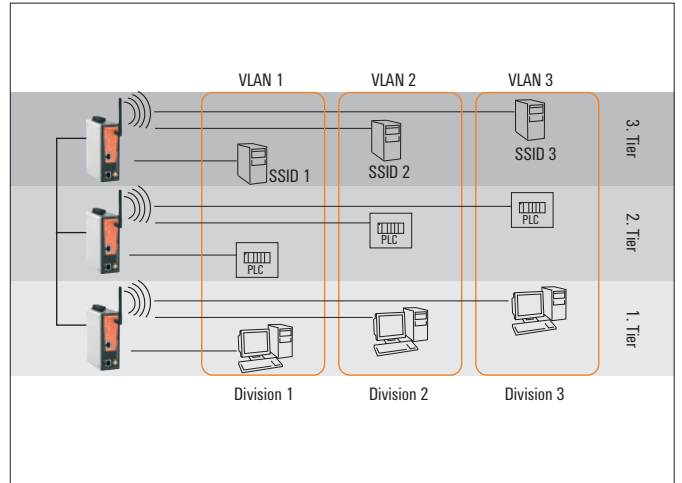 VLAN 1
VLAN 2
VLAN 3
SSID 1
SSID 2
SSID 3
3. Tier
PLC
PLC
PLC
2. Tier
1. Tier
Division 1
Division 2
Division 3